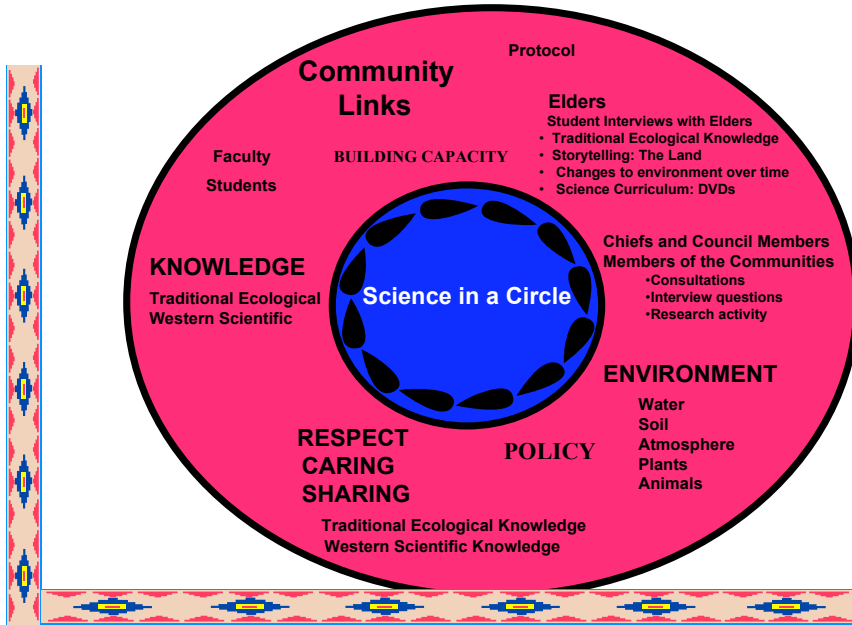 Protocol
Community
Links
Elders
Student Interviews with Elders
• Traditional Ecological Knowledge
• Storytelling: The Land
• Changes to environment over time
• Science Curriculum: DVDs
Faculty
Students
BUILDING CAPACITY
Chiefs and Council Members
Members of the Communities
•Consultations
•Interview questions
•Research activity
KNOWLEDGE
Traditional Ecological
Western Scientific
Science in a Circle
ENVIRONMENT
Water
Soil
Atmosphere
Plants
Animals
RESPECT
CARING
SHARING
POLICY
Traditional Ecological Knowledge
Western Scientific Knowledge